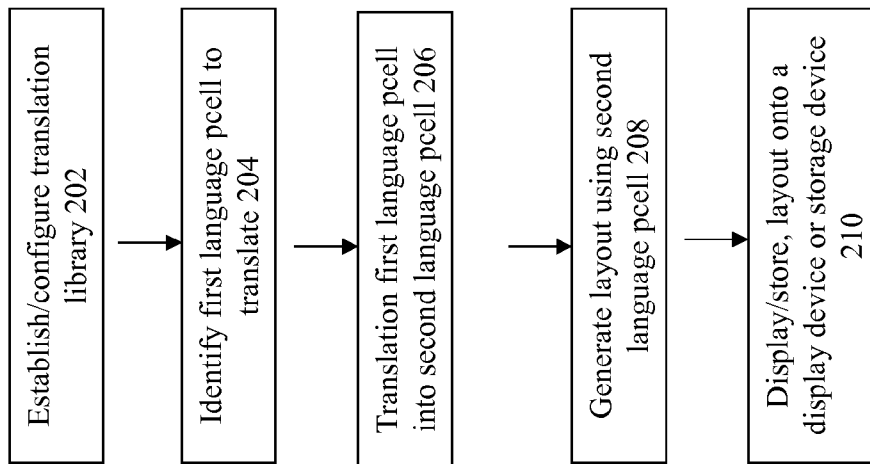 Establish/configure translation
library 202
Identify first language pcell to
translate 204
Translation first language pcell
into second language pcell 206
Generate layout using second
language pcell 208
Display/store, layout onto a
display device or storage device
210